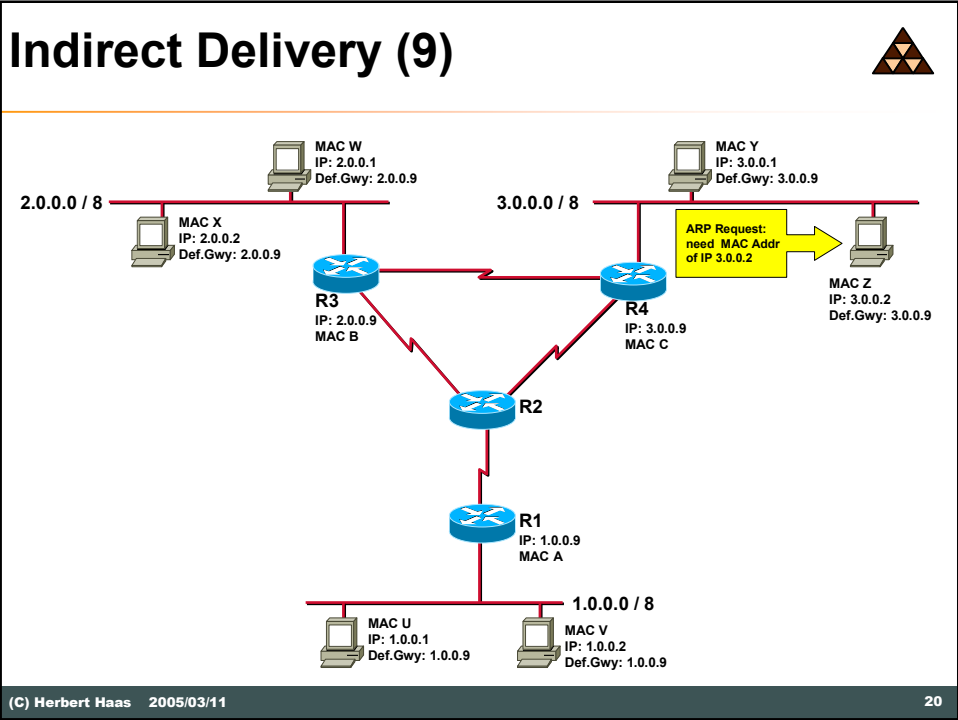 Indirect Delivery (9)
MAC W
IP: 2.0.0.1
Def.Gwy: 2.0.0.9
MAC Y
IP: 3.0.0.1
Def.Gwy: 3.0.0.9
2.0.0.0 / 8
3.0.0.0 / 8
MAC X
IP: 2.0.0.2
Def.Gwy: 2.0.0.9
ARP Request:
need MAC Addr
of IP 3.0.0.2
MAC Z
IP: 3.0.0.2
Def.Gwy: 3.0.0.9
R3
IP: 2.0.0.9
MAC B
R4
IP: 3.0.0.9
MAC C
R2
R1
IP: 1.0.0.9
MAC A
1.0.0.0 / 8
MAC U
IP: 1.0.0.1
Def.Gwy: 1.0.0.9
MAC V
IP: 1.0.0.2
Def.Gwy: 1.0.0.9
(C) Herbert Haas 2005/03/11
20